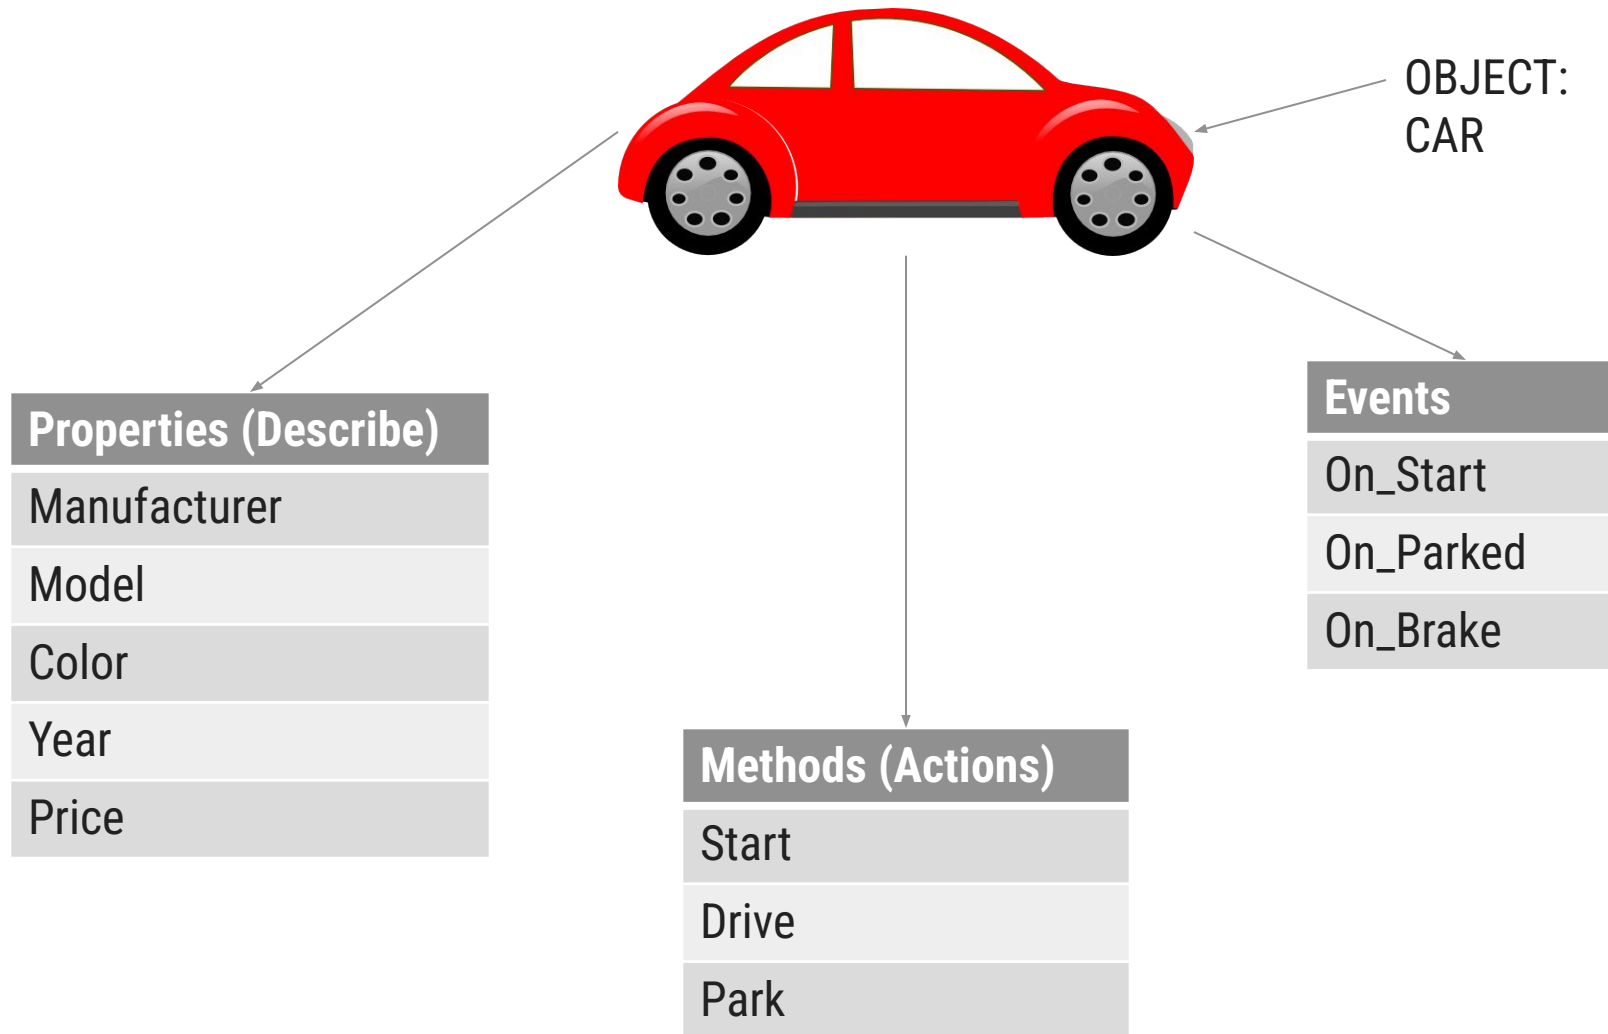 OBJECT:
CAR
Properties (Describe)
Manufacturer
Model
Color
Year
Price
Methods (Actions)
Start
Drive
Park
Events
On_Start
On_Parked
On_Brake